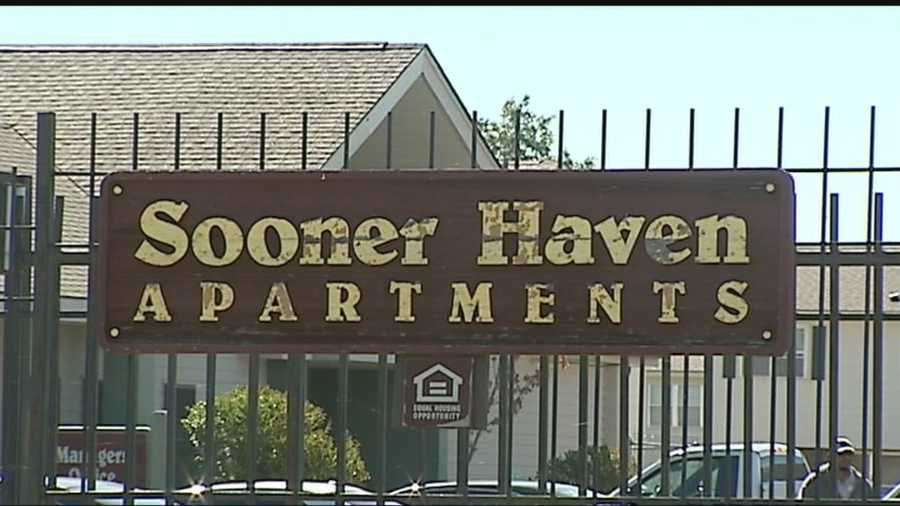 Sooner Haven
APARTMENTS
EQUAL HOUSING
OPPORTUNITY
Managers
Office